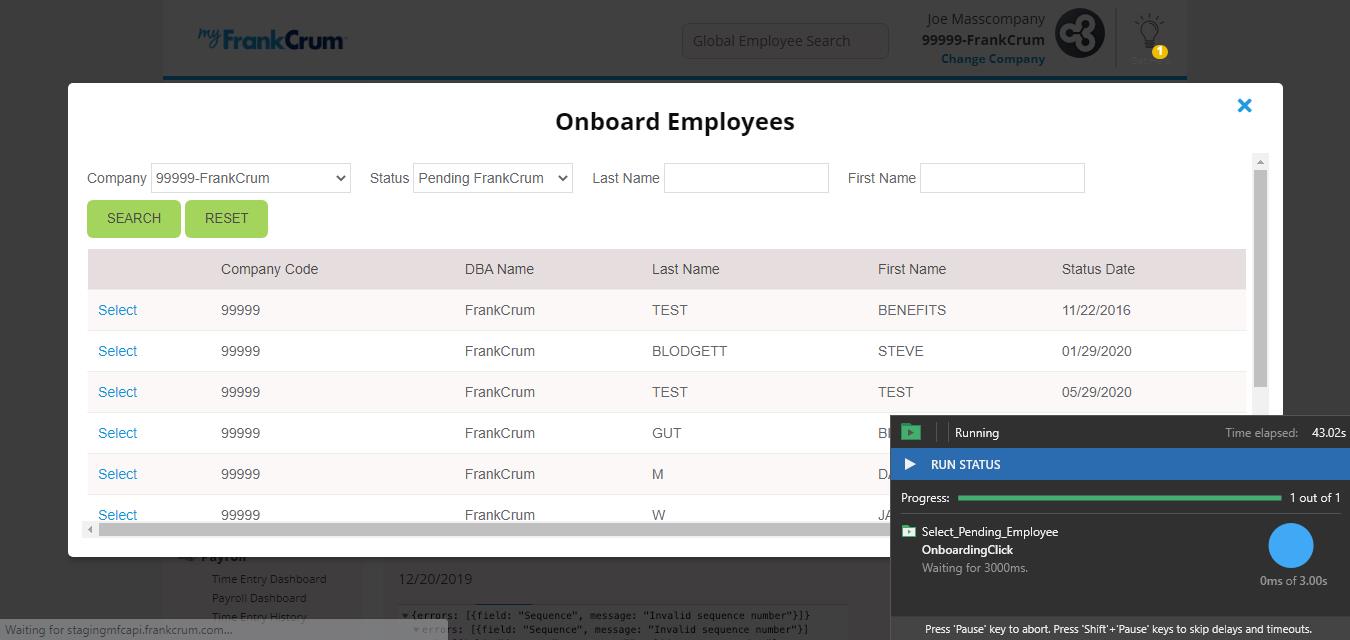 myFrankCrum
Global Employee Search
Joe Masscompany
99999-FrankCrum
Change Company
1
Onboard Employees
Company 99999-FrankCrum Status Pending FrankCrum Last Name First Name
SEARCH RESET
Company Code DBA Name Last Name First Name Status Date
Select 99999 FrankCrum TEST BENEFITS 11/22/2016
Select 99999 FrankCrum BLODGETT STEVE 01/29/2020
Select 99999 FrankCrum TEST TEST 05/29/2020
Select 99999 FrankCrum GUT
Select 99999 FrankCrum M
Select 99999 FrankCrum W
Running Time elapsed: 43.02s
RUN STATUS
Progress: 1 out of 1
Select_Pending_Employee
OnboardingClick
Waiting for 3000ms.
0ms of 3.00s
Press 'Pause' key to abort. Press 'Shift'+'Pause' keys to skip delays and timeouts.
Payroll
Time Entry Dashboard
Payroll Dashboard
Time Entry History
12/20/2019
{errors: [{field: "Sequence", message: "Invalid sequence number"}]}
errors: [{field: "Sequence", message: "Invalid sequence number"}]
Waiting for stagingmfcapi.frankcrum.com...